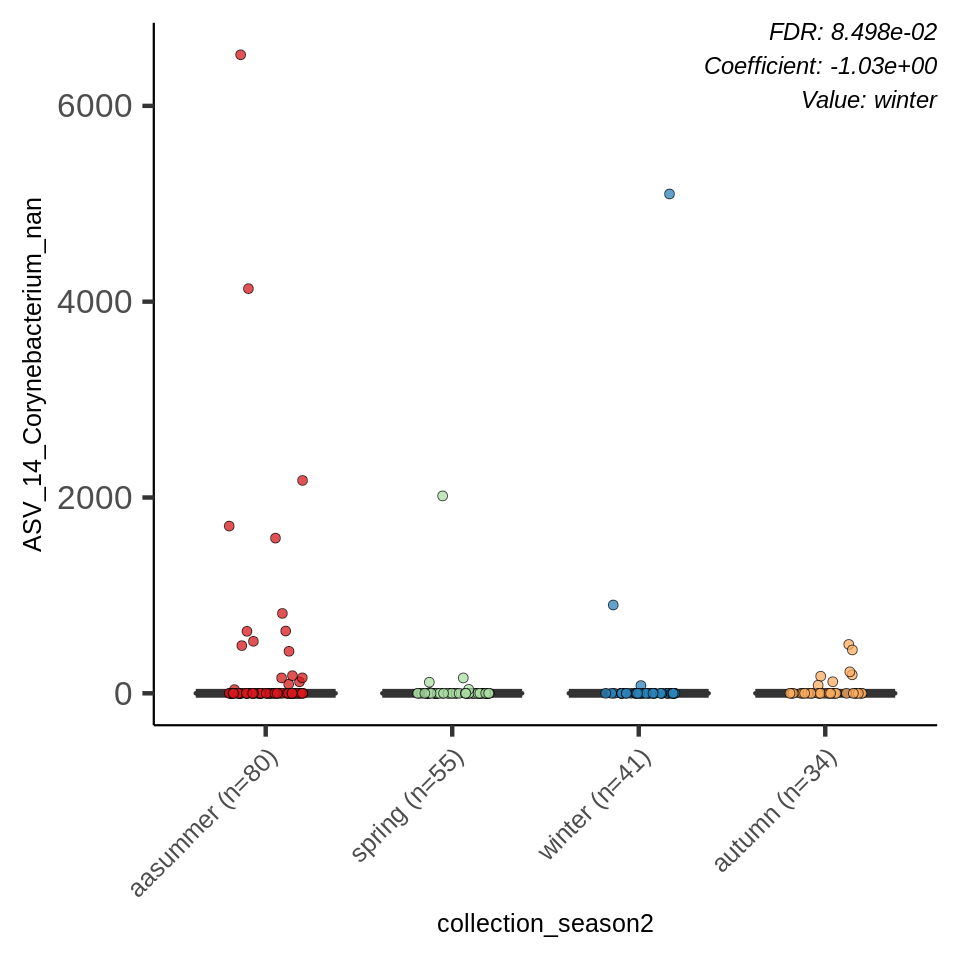 FDR: 8.498e-02
Coefficient: -1.03e+00
Value: winter
ASV_14_Corynebacterium_nan
6000
4000
2000
0
aasummer (n=80)
spring (n=55)
winter (n=41)
autumn (n=34)
collection_season2